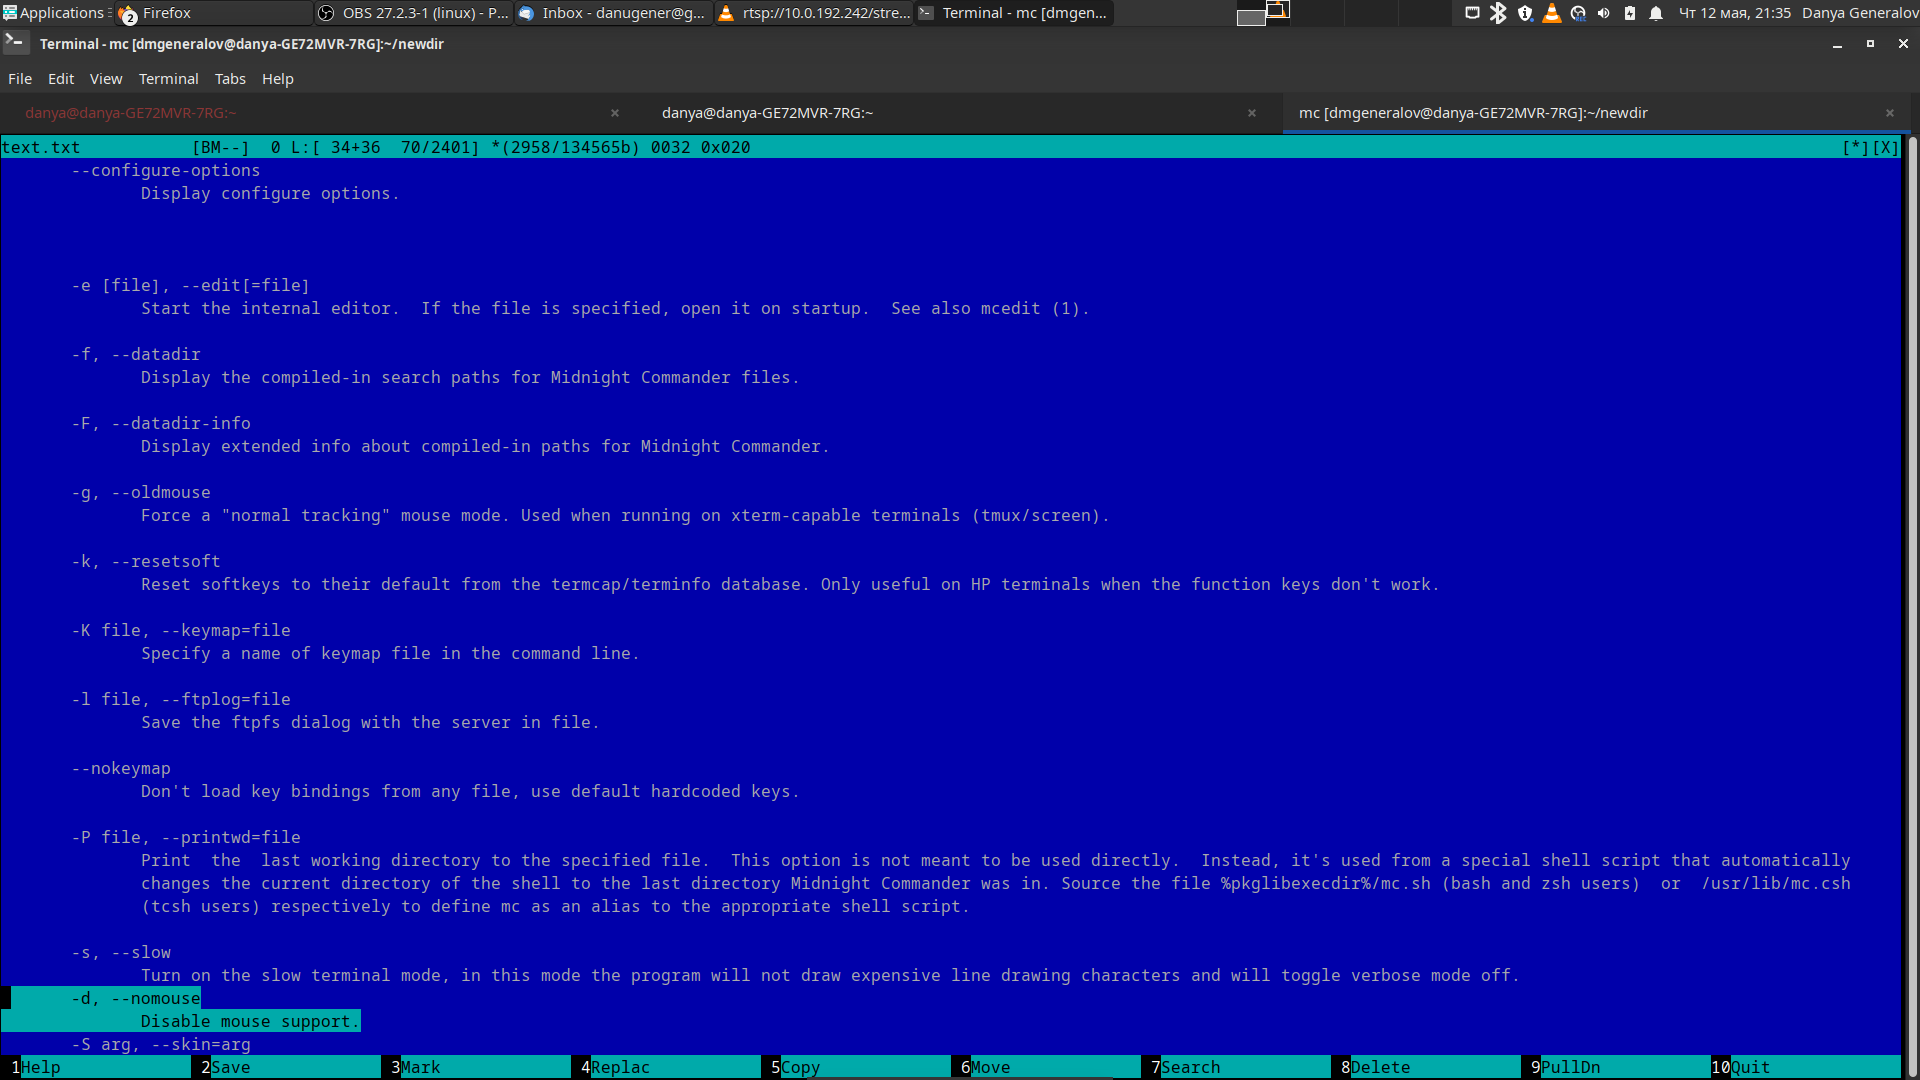 Applications
2 Firefox
OBS 27.2.3-1 (linux) - P...
Inbox - danugener@g...
rtsp://10.0.192.242/stre...
Terminal - mc [dmgen...
Чт 12 мая, 21:35 Danya Generalov
Terminal - mc [dmgeneralov@danya-GE72MVR-7RG]:~/newdir
File Edit View Terminal Tabs Help
danya@danya-GE72MVR-7RG:~ × danya@danya-GE72MVR-7RG:~ × mc [dmgeneralov@danya-GE72MVR-7RG]:~/newdir ×
text.txt [BM--] 0 L:[ 34+36 70/2401] *(2958/134565b) 0032 0x020 [*][X]
--configure-options
Display configure options.
-e [file], --edit[=file]
Start the internal editor. If the file is specified, open it on startup. See also mcedit (1).
-f, --datadir
Display the compiled-in search paths for Midnight Commander files.
-F, --datadir-info
Display extended info about compiled-in paths for Midnight Commander.
-g, --oldmouse
Force a "normal tracking" mouse mode. Used when running on xterm-capable terminals (tmux/screen).
-k, --resetsoft
Reset softkeys to their default from the termcap/terminfo database. Only useful on HP terminals when the function keys don't work.
-K file, --keymap=file
Specify a name of keymap file in the command line.
-l file, --ftplog=file
Save the ftpfs dialog with the server in file.
--nokeymap
Don't load key bindings from any file, use default hardcoded keys.
-P file, --printwd=file
Print the last working directory to the specified file. This option is not meant to be used directly. Instead, it's used from a special shell script that automatically
changes the current directory of the shell to the last directory Midnight Commander was in. Source the file %pkglibexecdir%/mc.sh (bash and zsh users) or /usr/lib/mc.csh
(tcsh users) respectively to define mc as an alias to the appropriate shell script.
-s, --slow
Turn on the slow terminal mode, in this mode the program will not draw expensive line drawing characters and will toggle verbose mode off.
-d, --nomouse
Disable mouse support.
-S arg, --skin=arg
1Help 2Save 3Mark 4Replac 5Copy 6Move 7Search 8Delete 9PullDn 10Quit